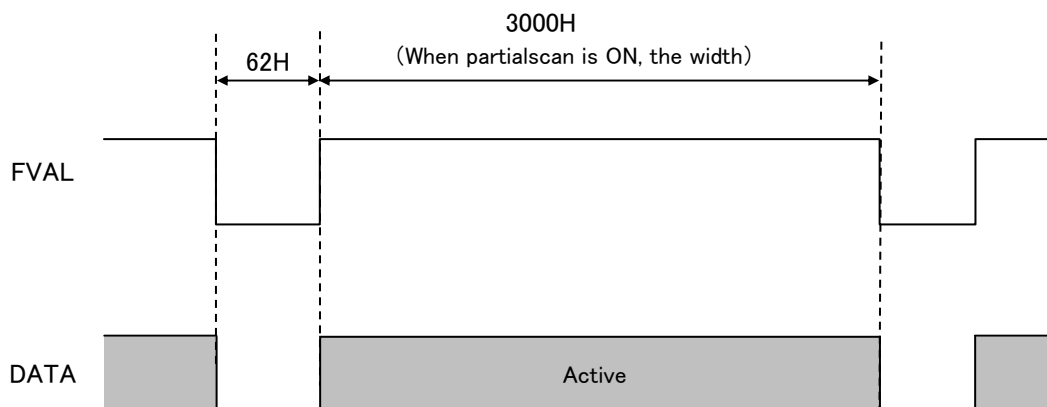 3000H
（When partialscan is ON, the width）
62H
FVAL
DATA
Active